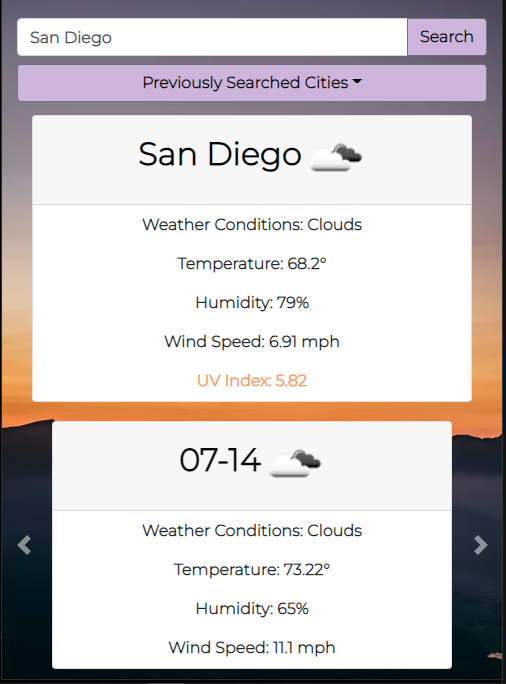 San Diego
Search
Previously Searched Cities
San Diego
Weather Conditions: Clouds
Temperature: 68.2°
Humidity: 79%
Wind Speed: 6.91 mph
UV Index: 5.82
07-14
Weather Conditions: Clouds
Temperature: 73.22°
Humidity: 65%
Wind Speed: 11.1 mph